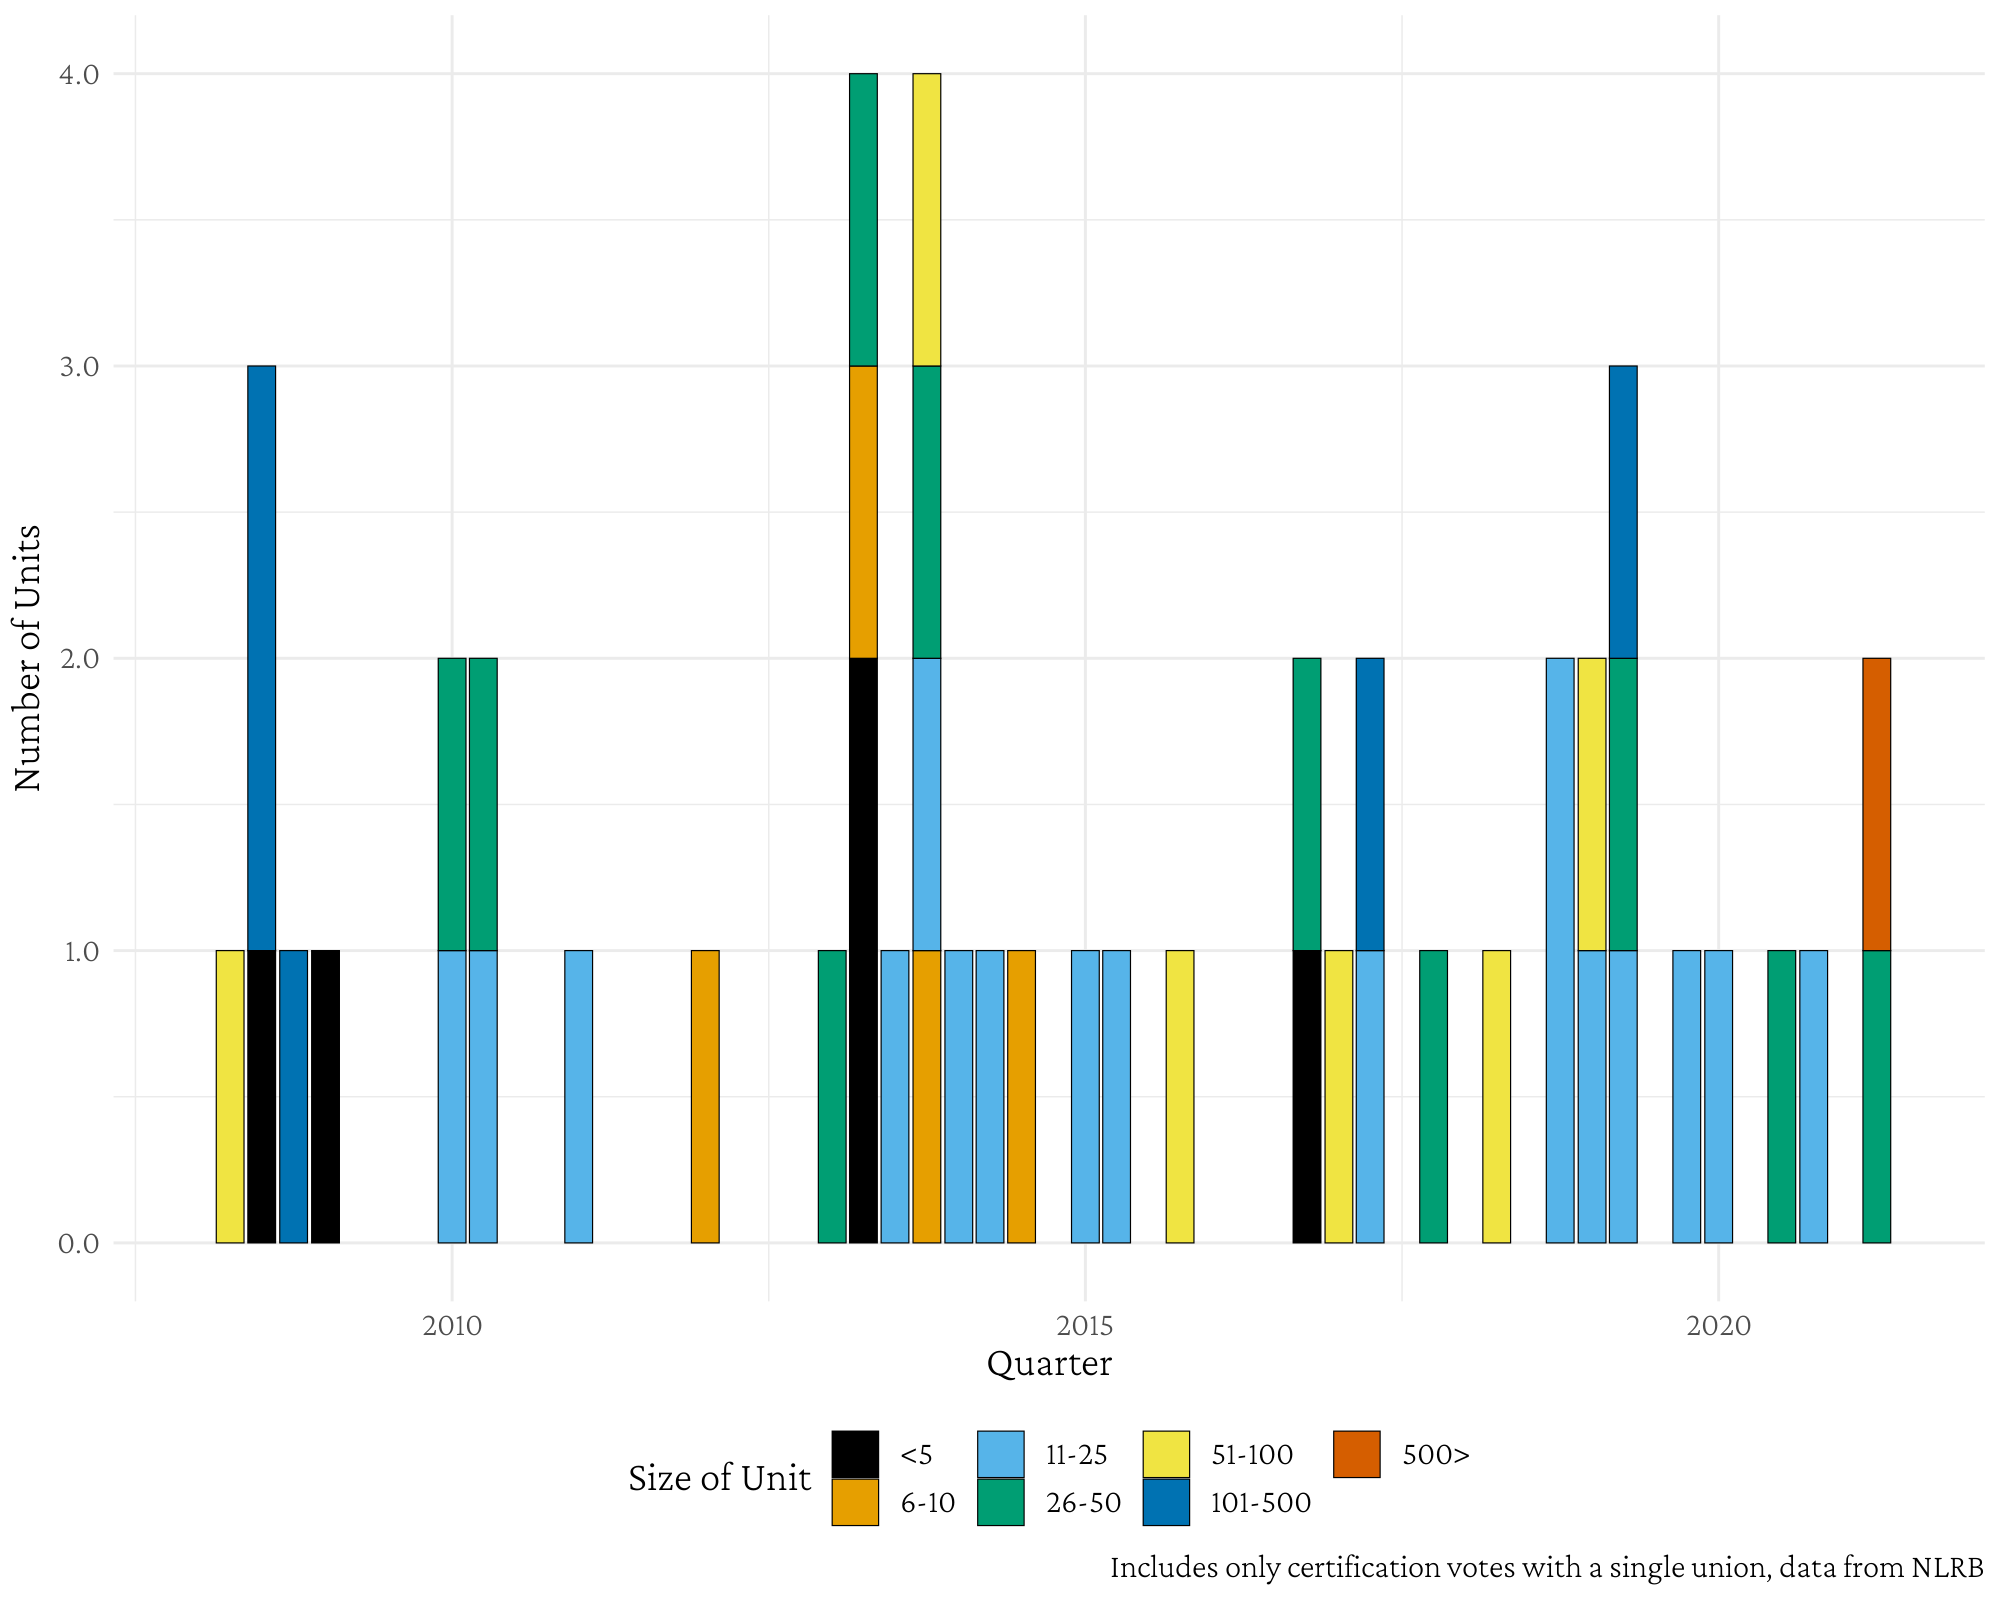 4.0
3.0
2.0
1.0
0.0
Number of Units
2010 2015 2020
Quarter
Size of Unit
<5 11-25 51-100 500>
6-10 26-50 101-500
Includes only certification votes with a single union, data from NLRB